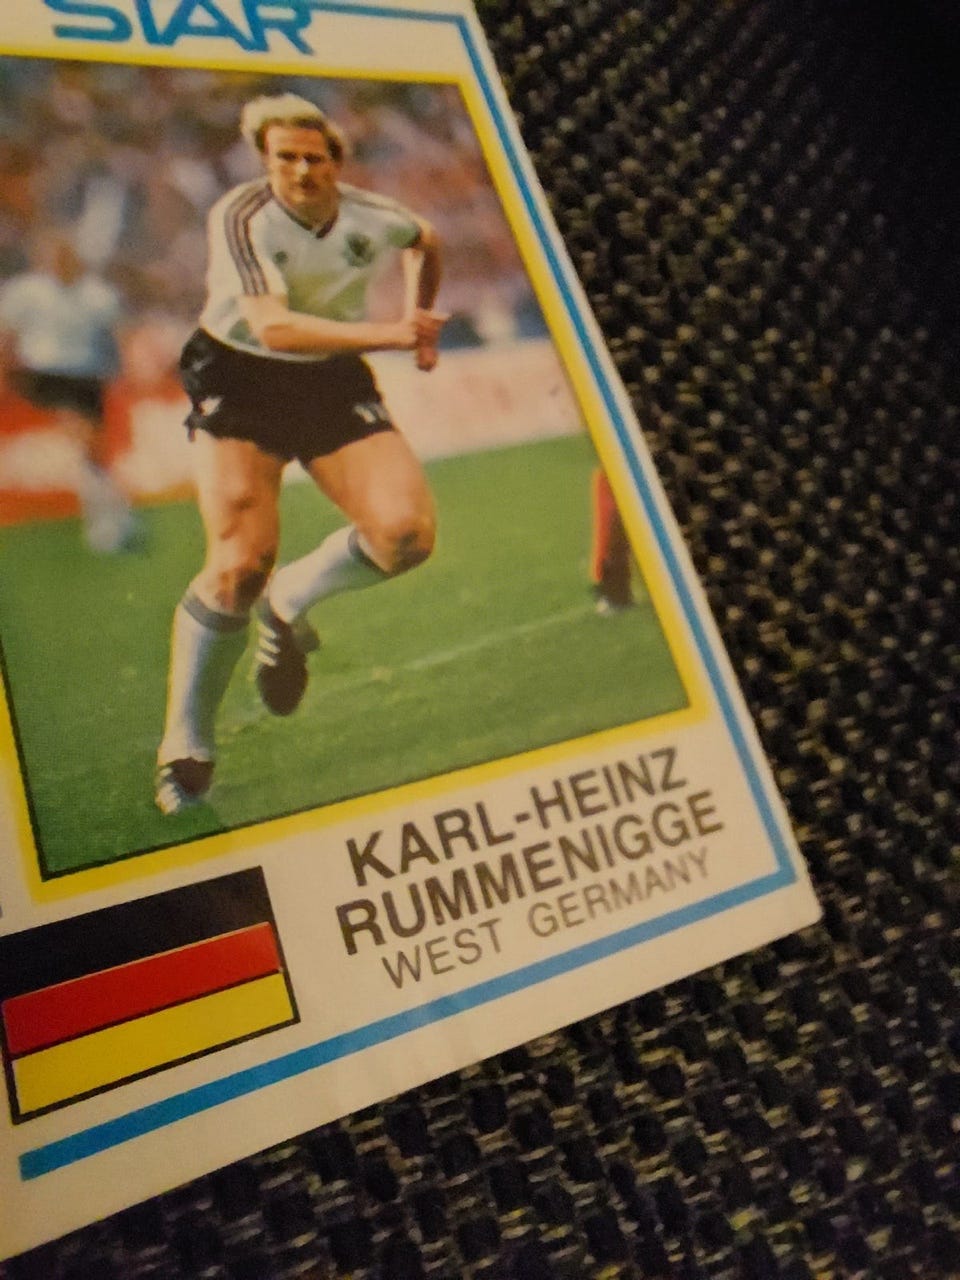 STAR
KARL-HEINZ
RUMMENIGGE
WEST GERMANY